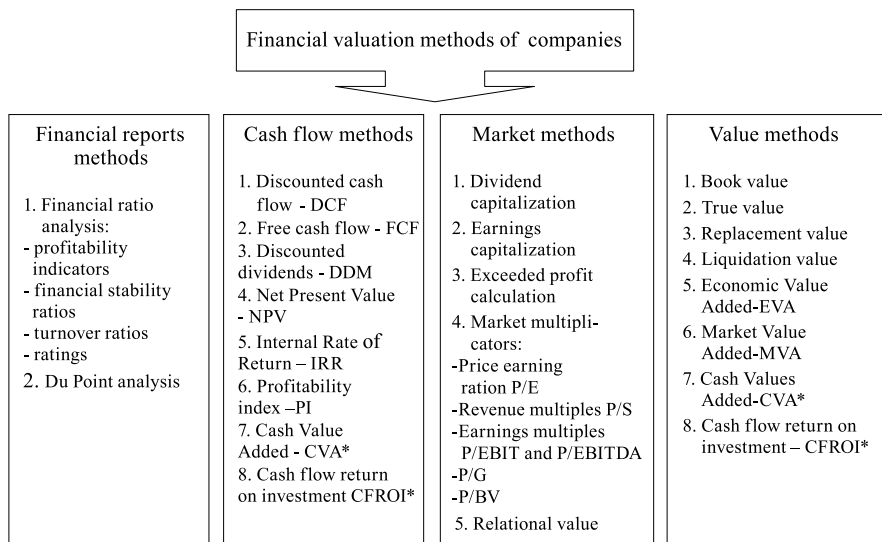 Financial valuation methods of companies
Financial reports
methods
1. Financial ratio
analysis:
- profitability
indicators
- financial stability
ratios
- turnover ratios
- ratings
2. Du Point analysis
Cash flow methods
1. Discounted cash
flow - DCF
2. Free cash flow - FCF
3. Discounted
dividends - DDM
4. Net Present Value
- NPV
5. Internal Rate of
Return – IRR
6. Profitability
index –PI
7. Cash Value
Added - CVA*
8. Cash flow return
on investment CFROI*
Market methods
1. Dividend
capitalization
2. Earnings
capitalization
3. Exceeded profit
calculation
4. Market multipli-
cators:
-Price earning
ration P/E
-Revenue multiples P/S
-Earnings multiples
P/EBIT and P/EBITDA
-P/G
-P/BV
5. Relational value
Value methods
1. Book value
2. True value
3. Replacement value
4. Liquidation value
5. Economic Value
Added-EVA
6. Market Value
Added-MVA
7. Cash Values
Added-CVA*
8. Cash flow return on
investment – CFROI*